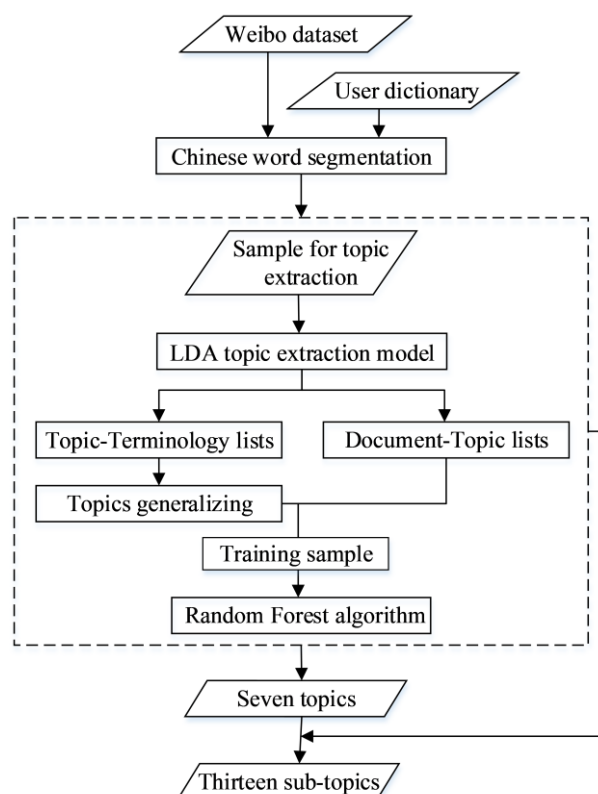 Weibo dataset
User dictionary
Chinese word segmentation
Sample for topic
extraction
LDA topic extraction model
Topic-Terminology lists
Document-Topic lists
Topics generalizing
Training sample
Random Forest algorithm
Seven topics
Thirteen sub-topics